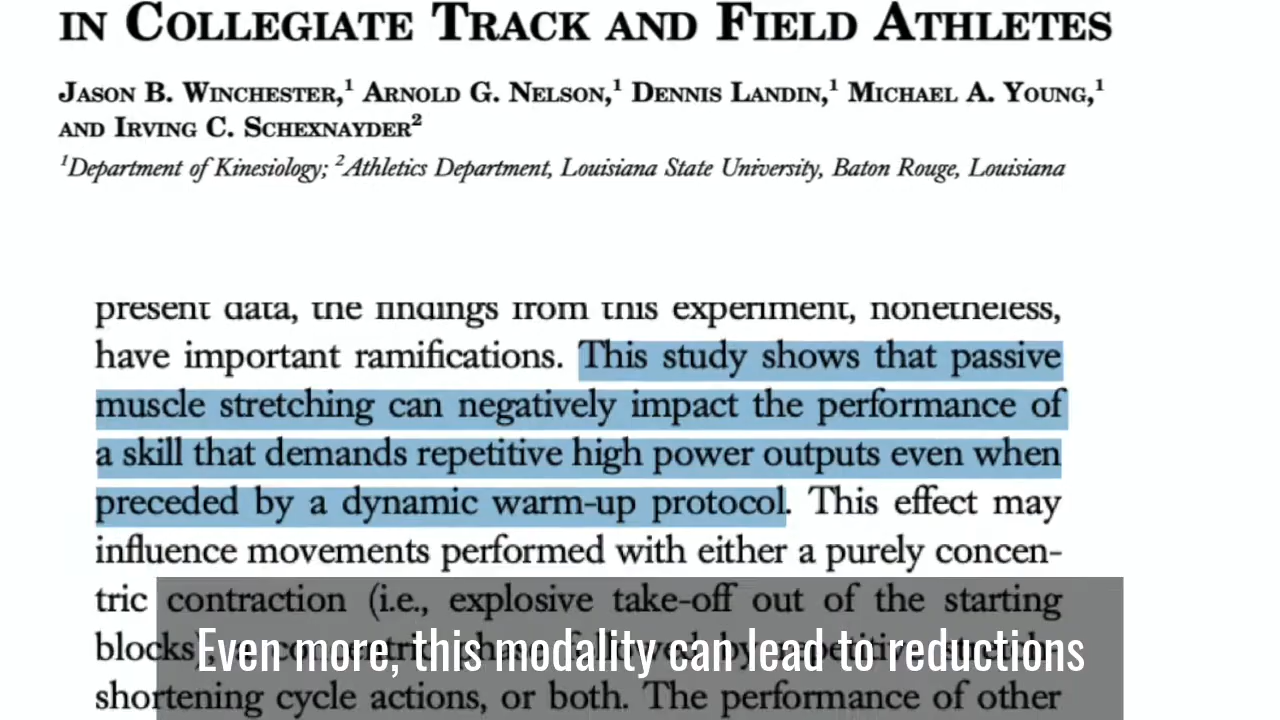 IN COLLEGIATE TRACK AND FIELD ATHLETES
JASON B. WINCHESTER,¹ ARNOLD G. NELSON,¹ DENNIS LANDIN,¹ MICHAEL A. YOUNG,¹
AND IRVING C. SCHEXNAYDER²
¹Department of Kinesiology; ²Athletics Department, Louisiana State University, Baton Rouge, Louisiana
present data, the findings from this experiment, nonetheless,
have important ramifications. This study shows that passive
muscle stretching can negatively impact the performance of
a skill that demands repetitive high power outputs even when
preceded by a dynamic warm-up protocol. This effect may
influence movements performed with either a purely concen-
tric contraction (i.e., explosive take-off out of the starting
blocks)
Even more, this modality can lead to reductions
shortening cycle actions, or both. The performance of other